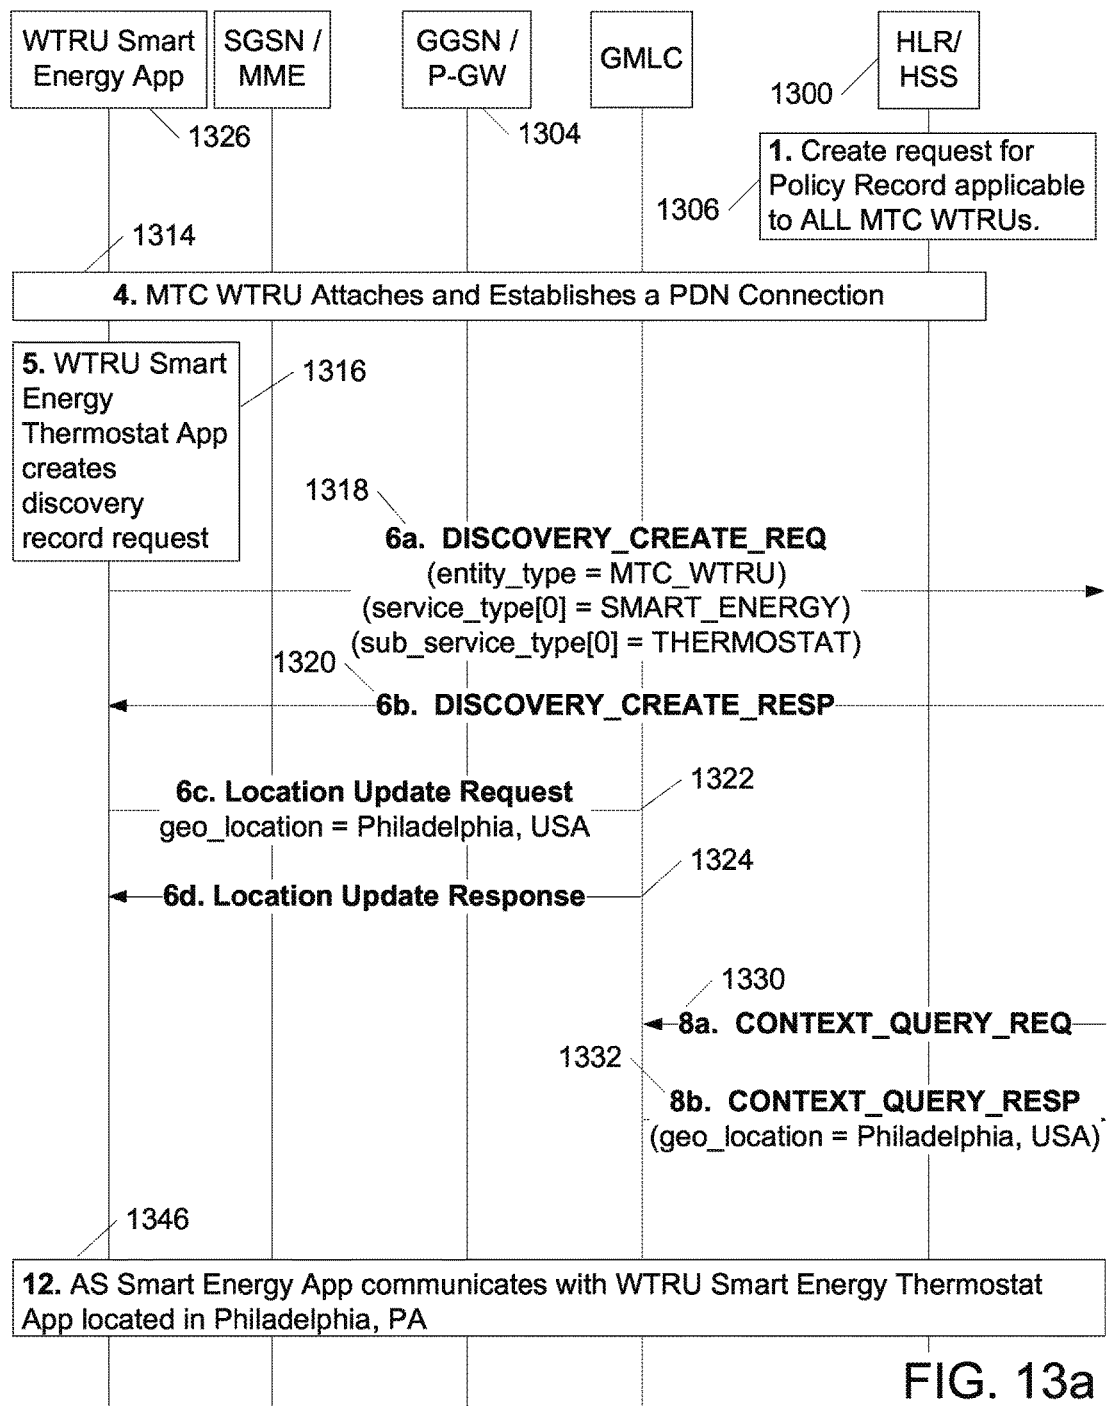 WTRU Smart
Energy App
SGSN /
MME
GGSN /
P-GW
GMLC
HLR/
HSS
1300
1326
1304
1. Create request for
Policy Record applicable
to ALL MTC WTRUs.
1306
1314
4. MTC WTRU Attaches and Establishes a PDN Connection
5. WTRU Smart
Energy
Thermostat App
creates
discovery
record request
1316
1318
6a. DISCOVERY_CREATE_REQ
(entity_type = MTC_WTRU)
(service_type[0] = SMART_ENERGY)
(sub_service_type[0] = THERMOSTAT)
1320
6b. DISCOVERY_CREATE_RESP
6c. Location Update Request
geo_location = Philadelphia, USA
1322
1324
6d. Location Update Response
1330
8a. CONTEXT_QUERY_REQ
1332
8b. CONTEXT_QUERY_RESP
(geo_location = Philadelphia, USA)
1346
12. AS Smart Energy App communicates with WTRU Smart Energy Thermostat
App located in Philadelphia, PA
FIG. 13a